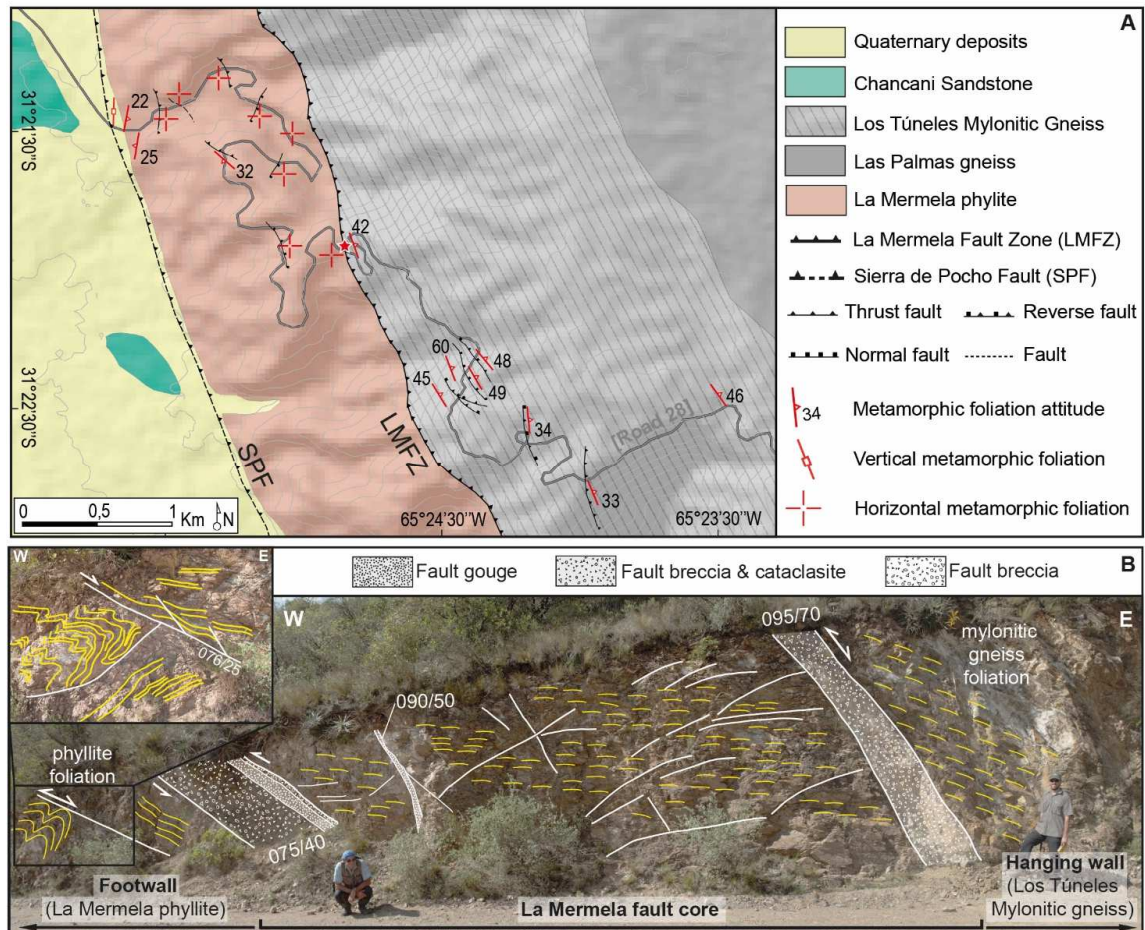 A
22
25
32
42
60
48
45
49
34
46
33
31°21'30''S
31°22'30''S
SPF
LMFZ
[Road 28]
0 0,5 1 Km N
65°24'30''W
65°23'30''W
Quaternary deposits
Chancani Sandstone
Los Túneles Mylonitic Gneiss
Las Palmas gneiss
La Mermela phylite
La Mermela Fault Zone (LMFZ)
Sierra de Pocho Fault (SPF)
Thrust fault Reverse fault
Normal fault Fault
34 Metamorphic foliation attitude
Vertical metamorphic foliation
Horizontal metamorphic foliation
B
Fault gouge Fault breccia & cataclasite Fault breccia
W E
076/25
W E
095/70
mylonitic
gneiss
foliation
090/50
phyllite
foliation
075/40
Footwall
(La Mermela phyllite)
La Mermela fault core
Hanging wall
(Los Túneles
Mylonitic gneiss)